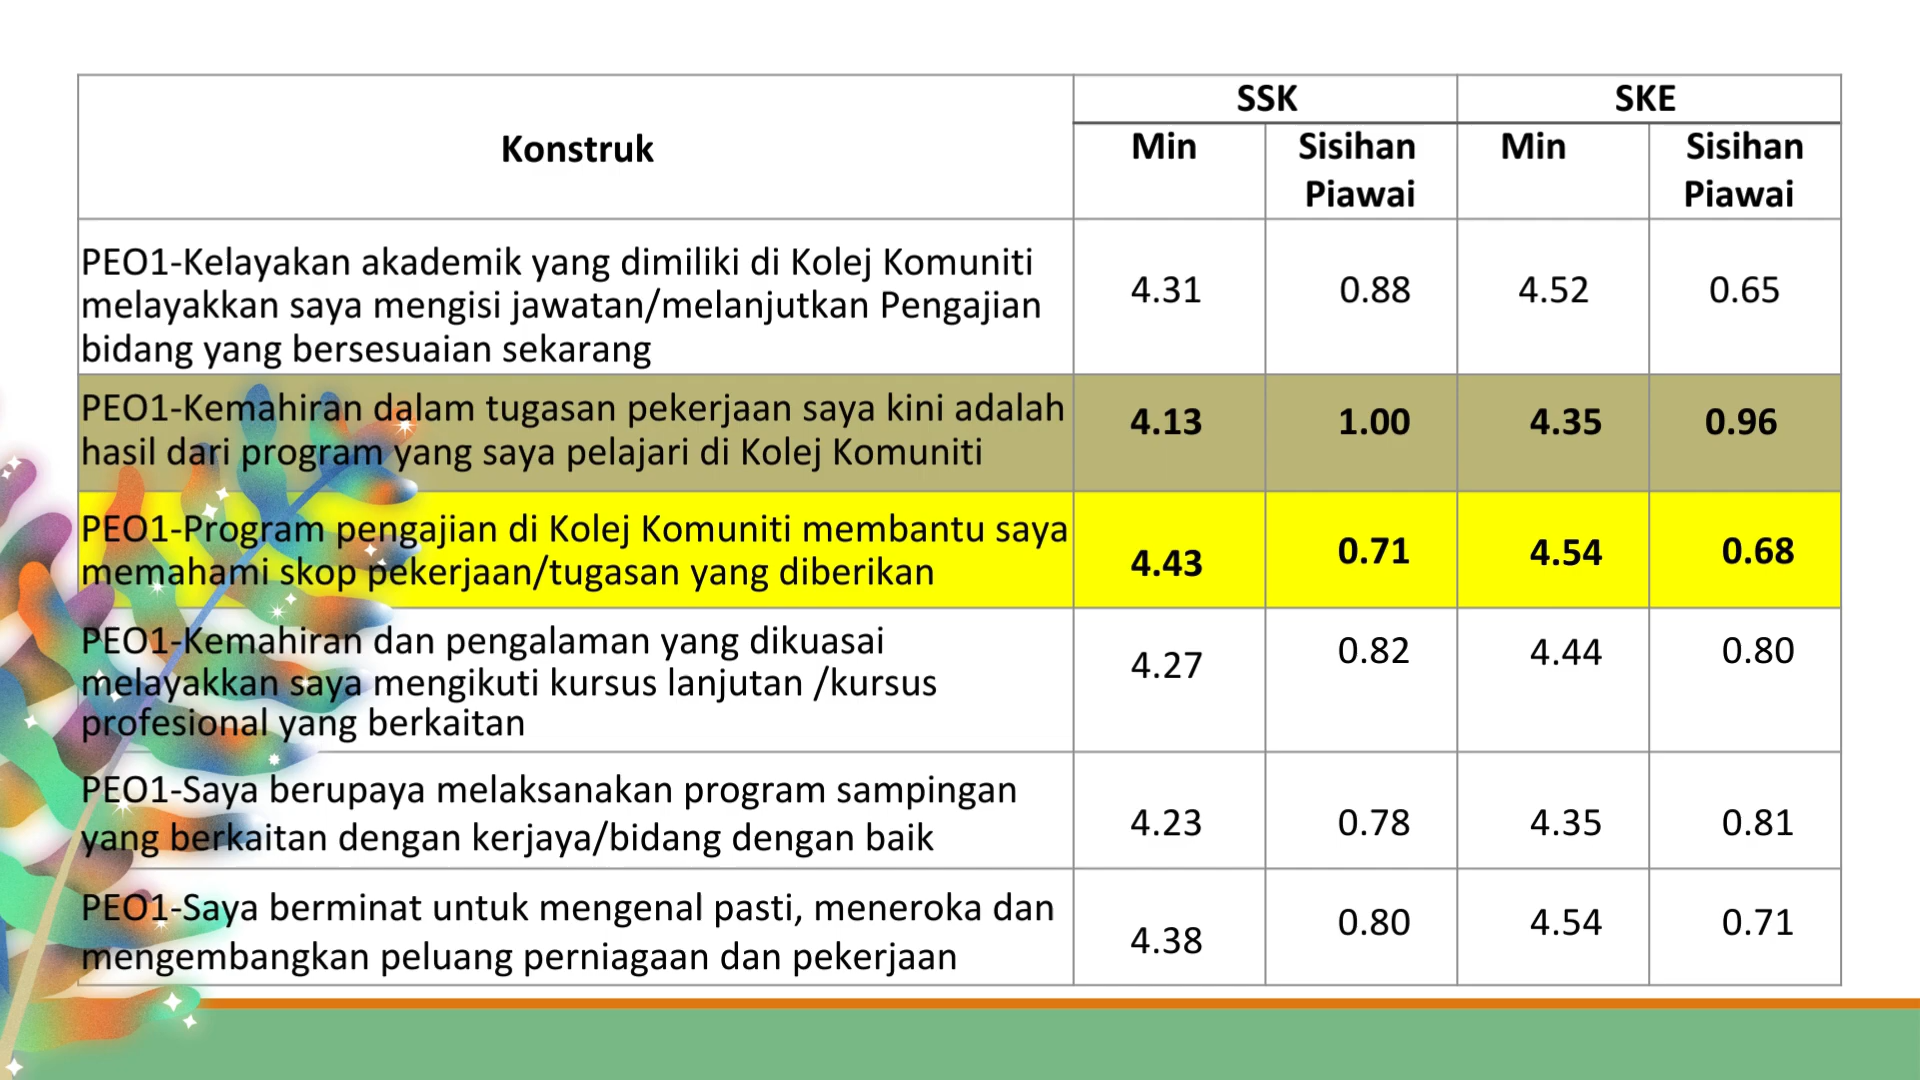 SSK SKE
Konstruk Min Sisihan Piawai Min Sisihan Piawai
PEO1-Kelayakan akademik yang dimiliki di Kolej Komuniti
melayakkan saya mengisi jawatan/melanjutkan Pengajian
bidang yang bersesuaian sekarang
4.31 0.88 4.52 0.65
PEO1-Kemahiran dalam tugasan pekerjaan saya kini adalah
hasil dari program yang saya pelajari di Kolej Komuniti
4.13 1.00 4.35 0.96
PEO1-Program pengajian di Kolej Komuniti membantu saya
memahami skop pekerjaan/tugasan yang diberikan
4.43 0.71 4.54 0.68
PEO1-Kemahiran dan pengalaman yang dikuasai
melayakkan saya mengikuti kursus lanjutan /kursus
profesional yang berkaitan
4.27 0.82 4.44 0.80
PEO1-Saya berupaya melaksanakan program sampingan
yang berkaitan dengan kerjaya/bidang dengan baik
4.23 0.78 4.35 0.81
PEO1-Saya berminat untuk mengenal pasti, meneroka dan
mengembangkan peluang perniagaan dan pekerjaan
4.38 0.80 4.54 0.71